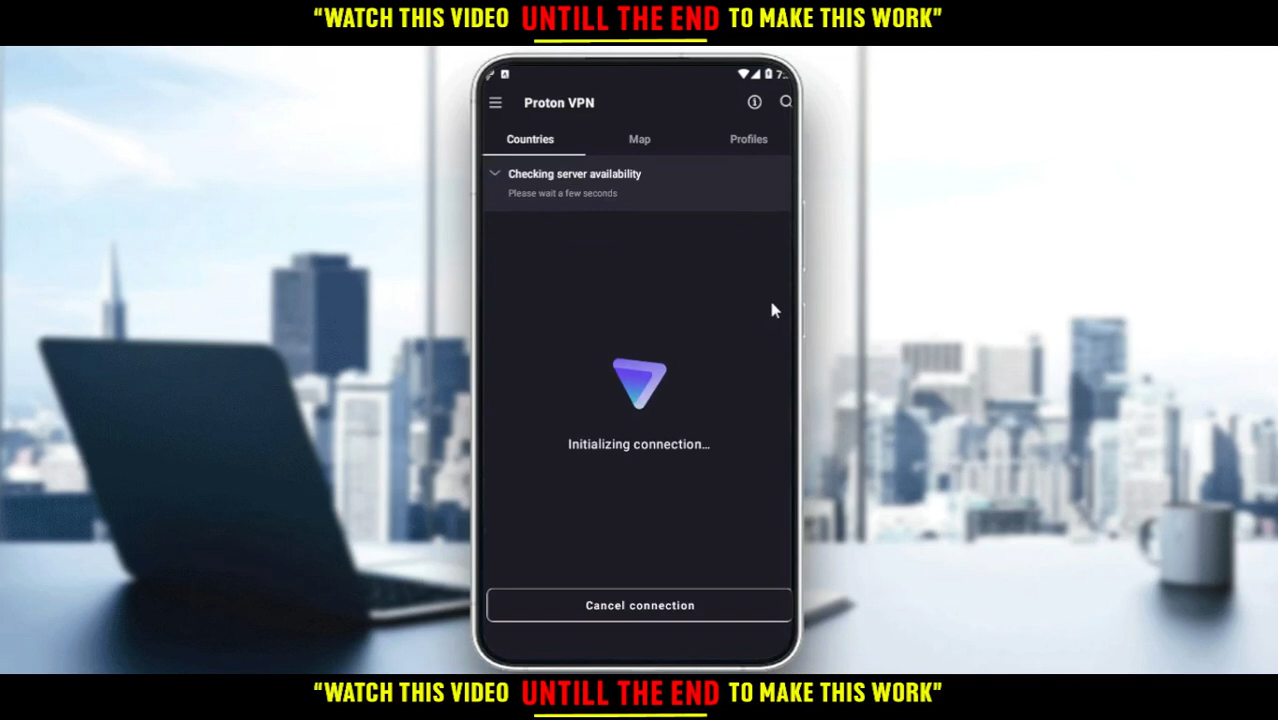 “WATCH THIS VIDEO UNTILL THE END TO MAKE THIS WORK”
Proton VPN
Countries Map Profiles
Checking server availability
Please wait a few seconds
Initializing connection...
Cancel connection
“WATCH THIS VIDEO UNTILL THE END TO MAKE THIS WORK”